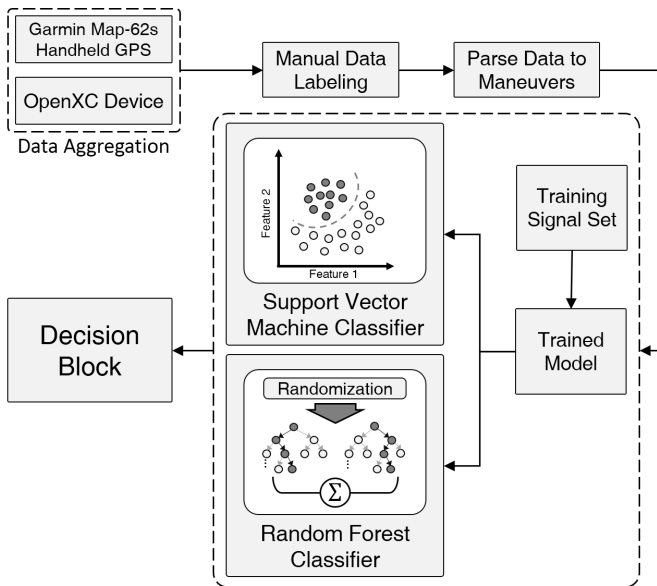 Garmin Map-62s
Handheld GPS
OpenXC Device
Data Aggregation
Manual Data
Labeling
Parse Data to
Maneuvers
Feature 2
Feature 1
Support Vector
Machine Classifier
Training
Signal Set
Trained
Model
Decision
Block
Randomization
Σ
Random Forest
Classifier